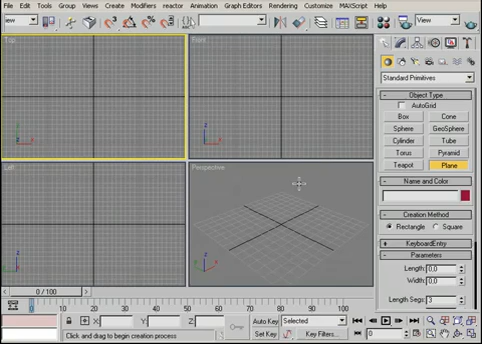 File Edit Tools Group Views Create Modifiers reactor Animation Graph Editors Rendering Customize MAXScript Help
View
View
Top
Front
Standard Primitives
Object Type
AutoGrid
Box Cone
Sphere GeoSphere
Cylinder Tube
Torus Pyramid
Teapot Plane
Left
Perspective
Name and Color
Creation Method
Rectangle Square
Keyboard Entry
Parameters
Length: 0,0
Width: 0,0
Length Segs: 3
0 / 100
0 10 20 30 40 50 60 70 80 90 100
X: Y: Z:
Auto Key Selected
Click and drag to begin creation process
Set Key Key Filters...
0